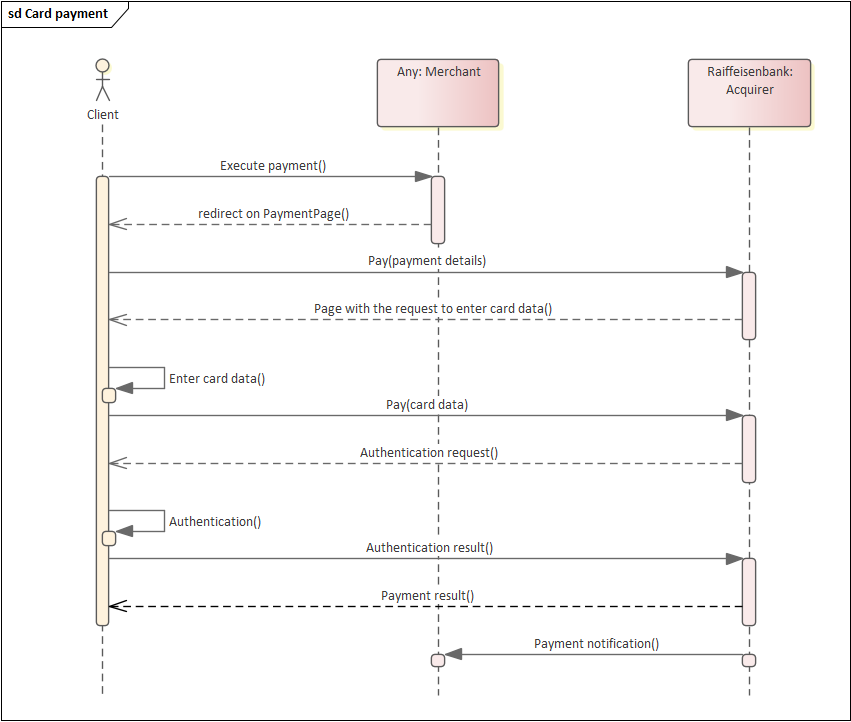 sd Card payment
Client
Any: Merchant
Raiffeisenbank:
Acquirer
Execute payment()
redirect on PaymentPage()
Pay(payment details)
Page with the request to enter card data()
Enter card data()
Pay(card data)
Authentication request()
Authentication()
Authentication result()
Payment result()
Payment notification()